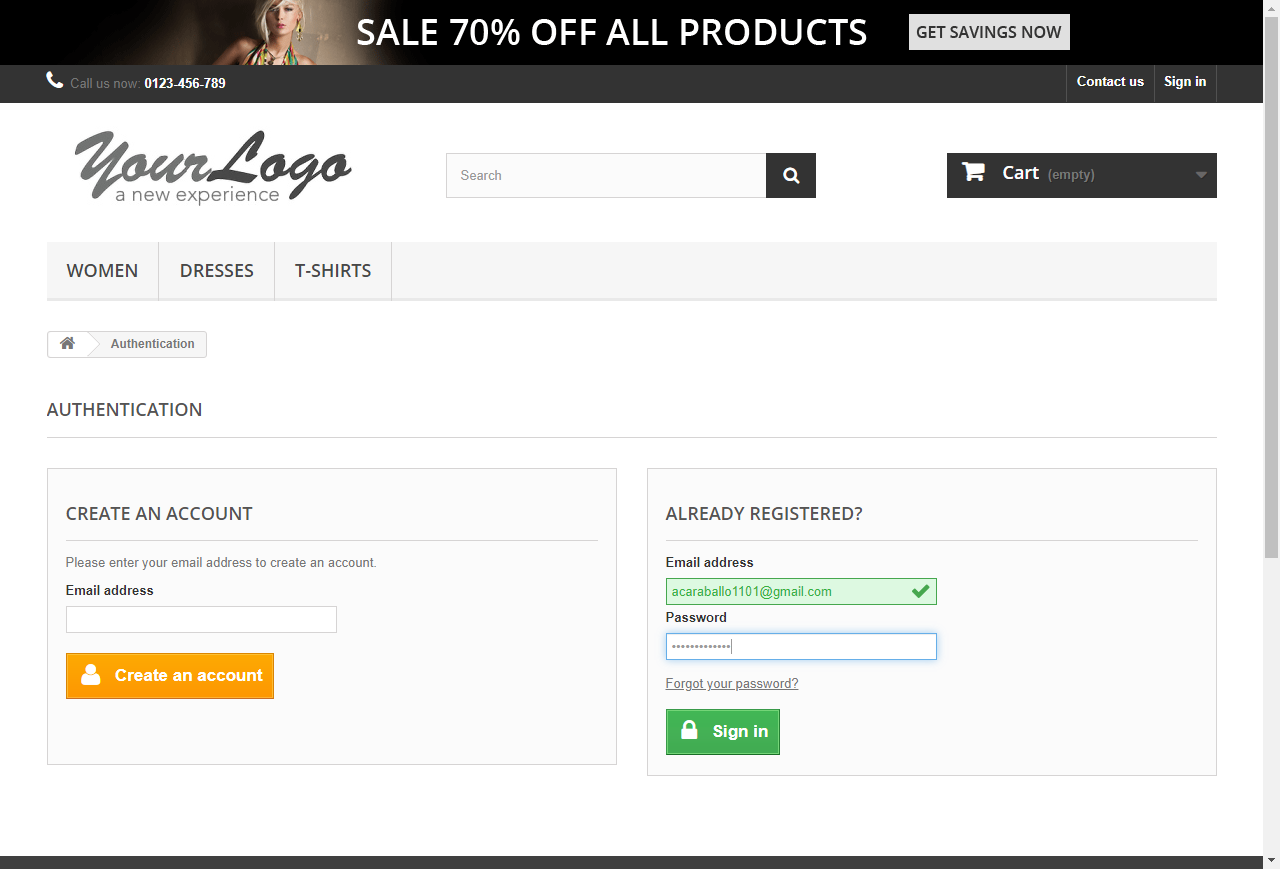 SALE 70% OFF ALL PRODUCTS GET SAVINGS NOW
Call us now: 0123-456-789 Contact us Sign in
YourLogo
a new experience
Search
Cart (empty)
WOMEN DRESSES T-SHIRTS
Authentication
AUTHENTICATION
CREATE AN ACCOUNT
Please enter your email address to create an account.
Email address
Create an account
ALREADY REGISTERED?
Email address
acaraballo1101@gmail.com
Password
•••••••••••••
Forgot your password?
Sign in